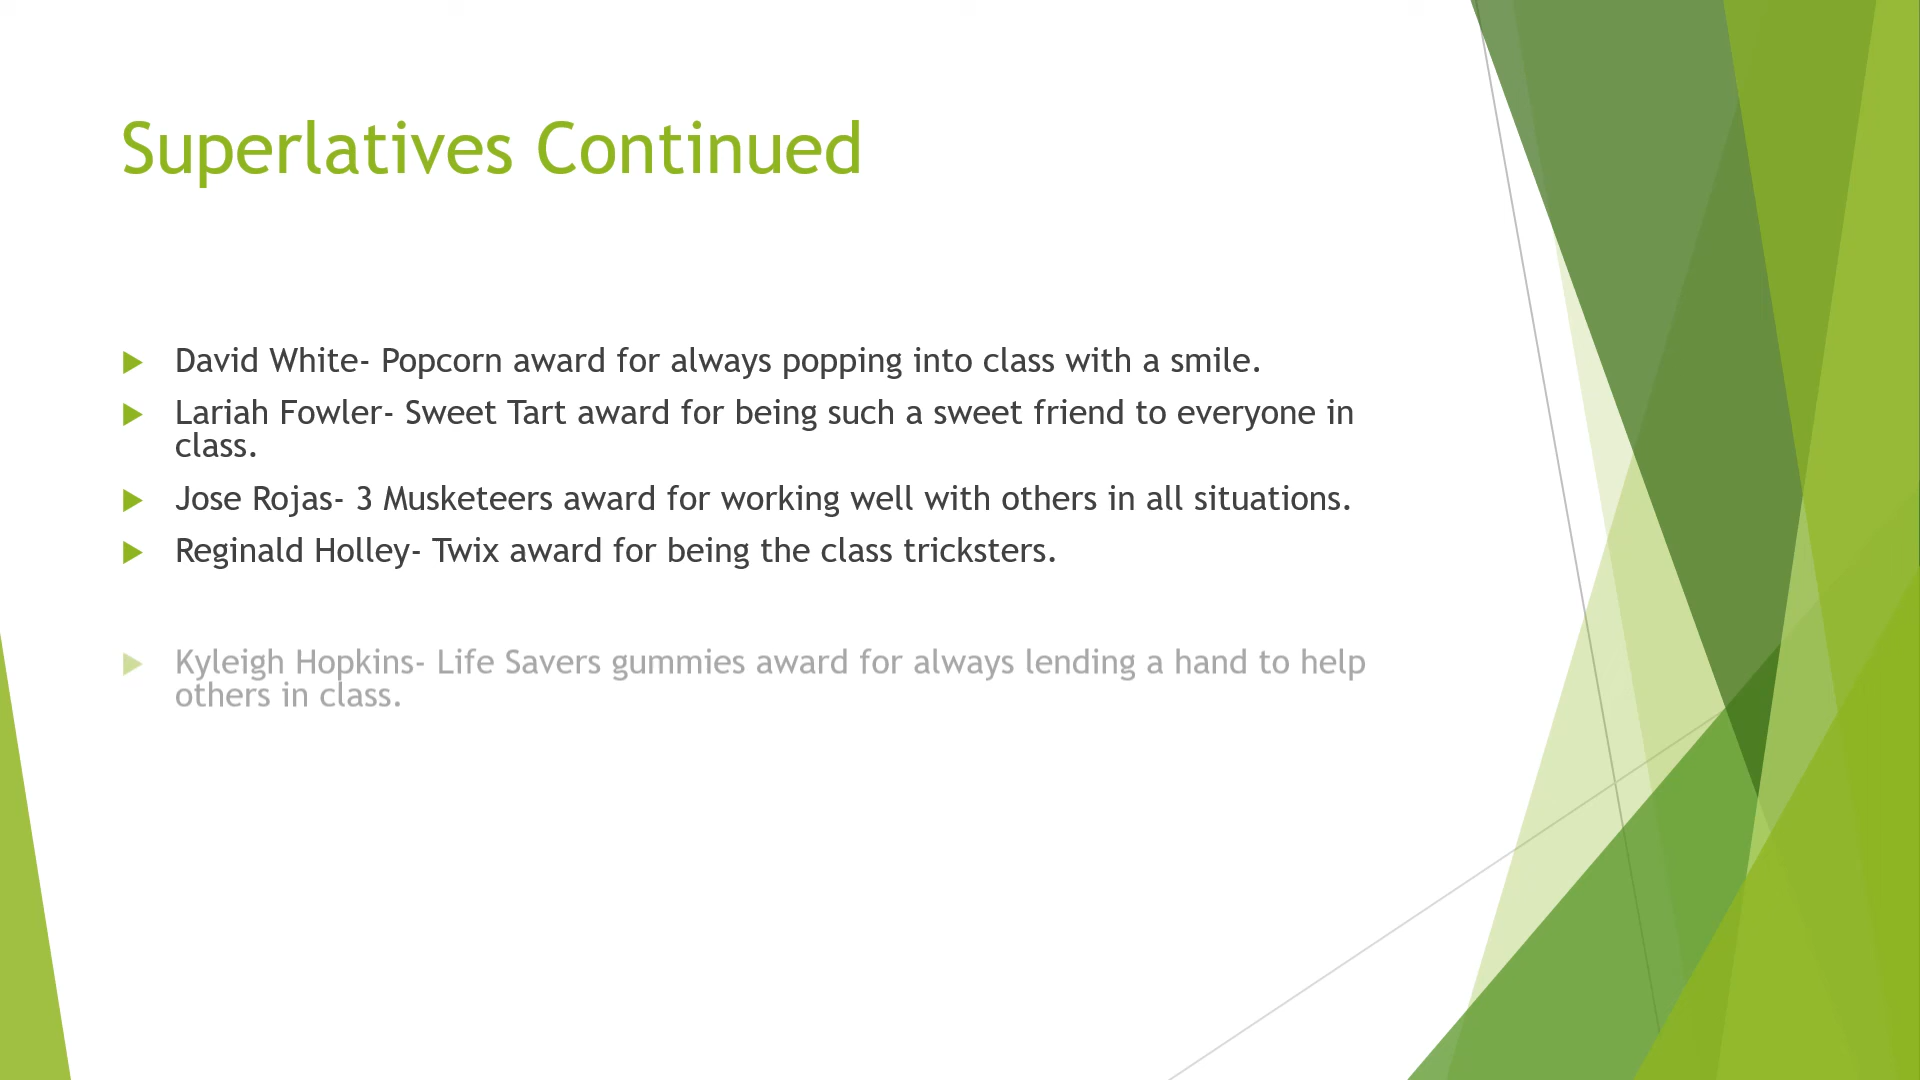 Superlatives Continued
David White- Popcorn award for always popping into class with a smile.
Lariah Fowler- Sweet Tart award for being such a sweet friend to everyone in
class.
Jose Rojas- 3 Musketeers award for working well with others in all situations.
Reginald Holley- Twix award for being the class tricksters.
Kyleigh Hopkins- Life Savers gummies award for always lending a hand to help
others in class.